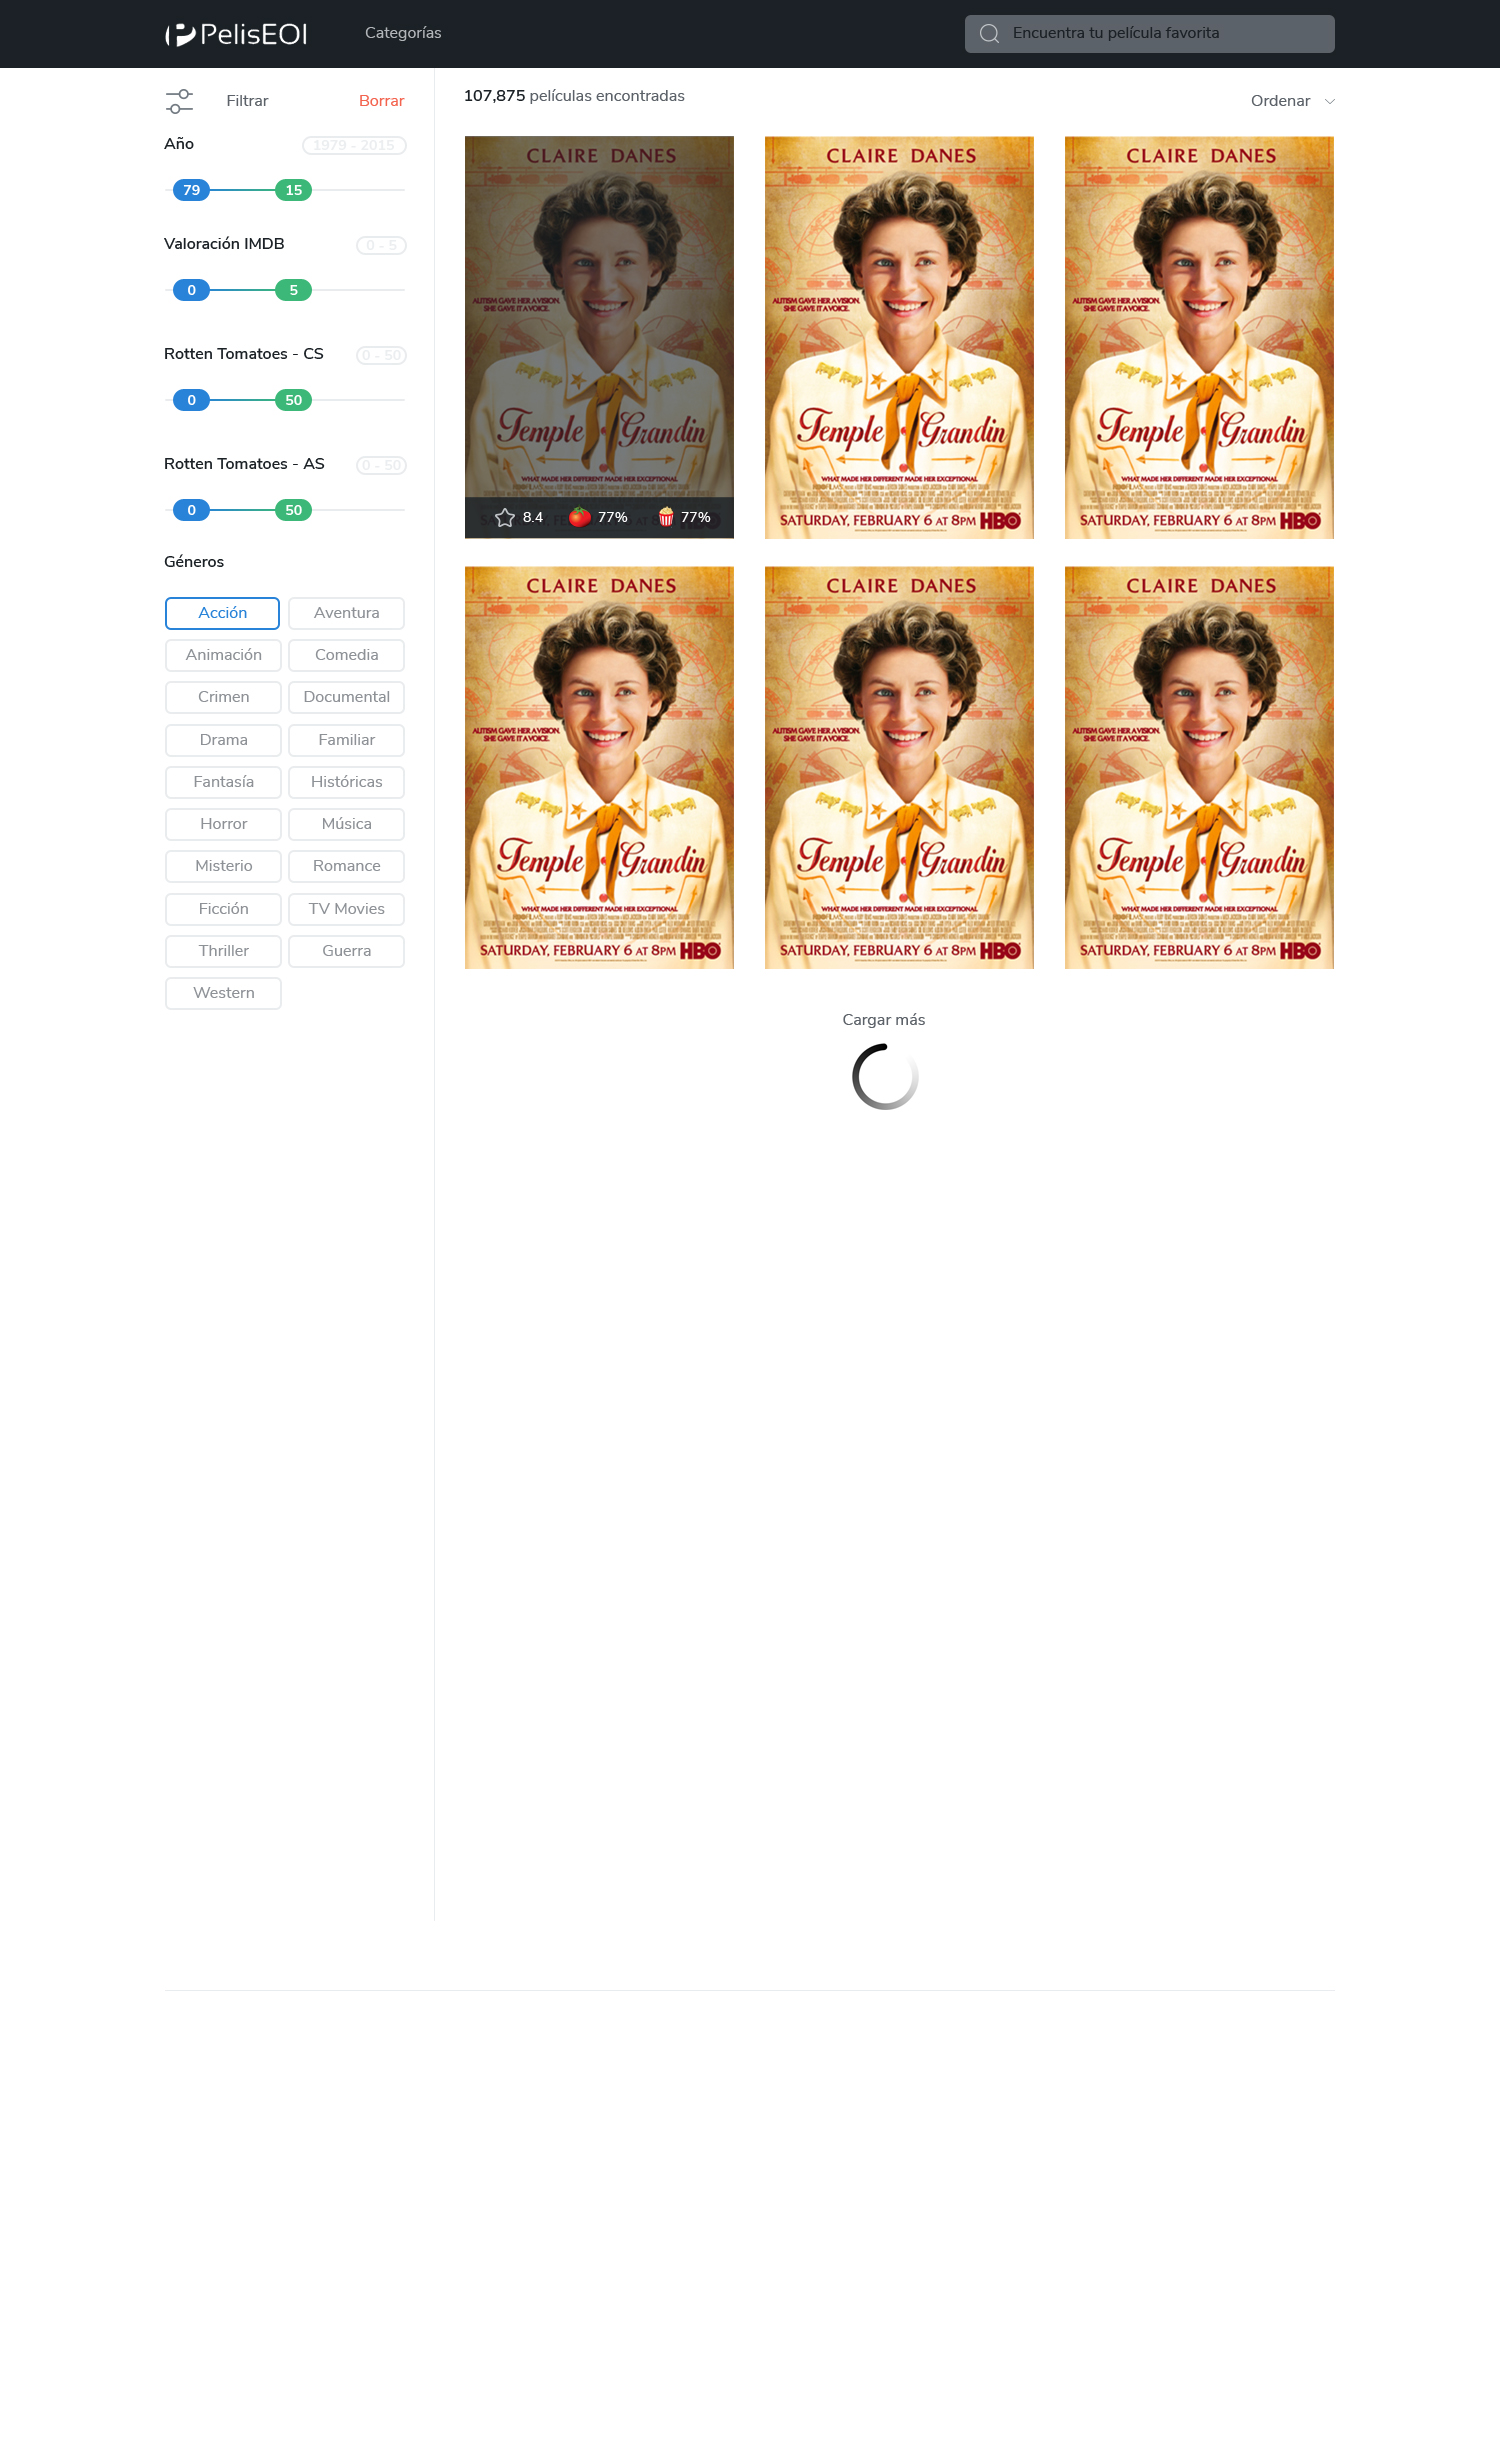 PelisEOI
Categorías
Encuentra tu película favorita
Filtrar
Borrar
Año
1979 - 2015
79
15
Valoración IMDB
0 - 5
0
5
Rotten Tomatoes - CS
0 - 50
0
50
Rotten Tomatoes - AS
0 - 50
0
50
Géneros
Acción
Aventura
Animación
Comedia
Crimen
Documental
Drama
Familiar
Fantasía
Históricas
Horror
Música
Misterio
Romance
Ficción
TV Movies
Thriller
Guerra
Western
107,875 películas encontradas
Ordenar
CLAIRE DANES
AUTISM GAVE HER A VISION.
SHE GAVE IT A VOICE.
Temple Grandin
WHAT MADE HER DIFFERENT MADE HER EXCEPTIONAL
8.4
77%
77%
CLAIRE DANES
AUTISM GAVE HER A VISION.
SHE GAVE IT A VOICE.
Temple Grandin
WHAT MADE HER DIFFERENT MADE HER EXCEPTIONAL
SATURDAY, FEBRUARY 6 AT 8PM HBO
CLAIRE DANES
AUTISM GAVE HER A VISION.
SHE GAVE IT A VOICE.
Temple Grandin
WHAT MADE HER DIFFERENT MADE HER EXCEPTIONAL
SATURDAY, FEBRUARY 6 AT 8PM HBO
CLAIRE DANES
AUTISM GAVE HER A VISION.
SHE GAVE IT A VOICE.
Temple Grandin
WHAT MADE HER DIFFERENT MADE HER EXCEPTIONAL
SATURDAY, FEBRUARY 6 AT 8PM HBO
CLAIRE DANES
AUTISM GAVE HER A VISION.
SHE GAVE IT A VOICE.
Temple Grandin
WHAT MADE HER DIFFERENT MADE HER EXCEPTIONAL
SATURDAY, FEBRUARY 6 AT 8PM HBO
CLAIRE DANES
AUTISM GAVE HER A VISION.
SHE GAVE IT A VOICE.
Temple Grandin
WHAT MADE HER DIFFERENT MADE HER EXCEPTIONAL
SATURDAY, FEBRUARY 6 AT 8PM HBO
Cargar más